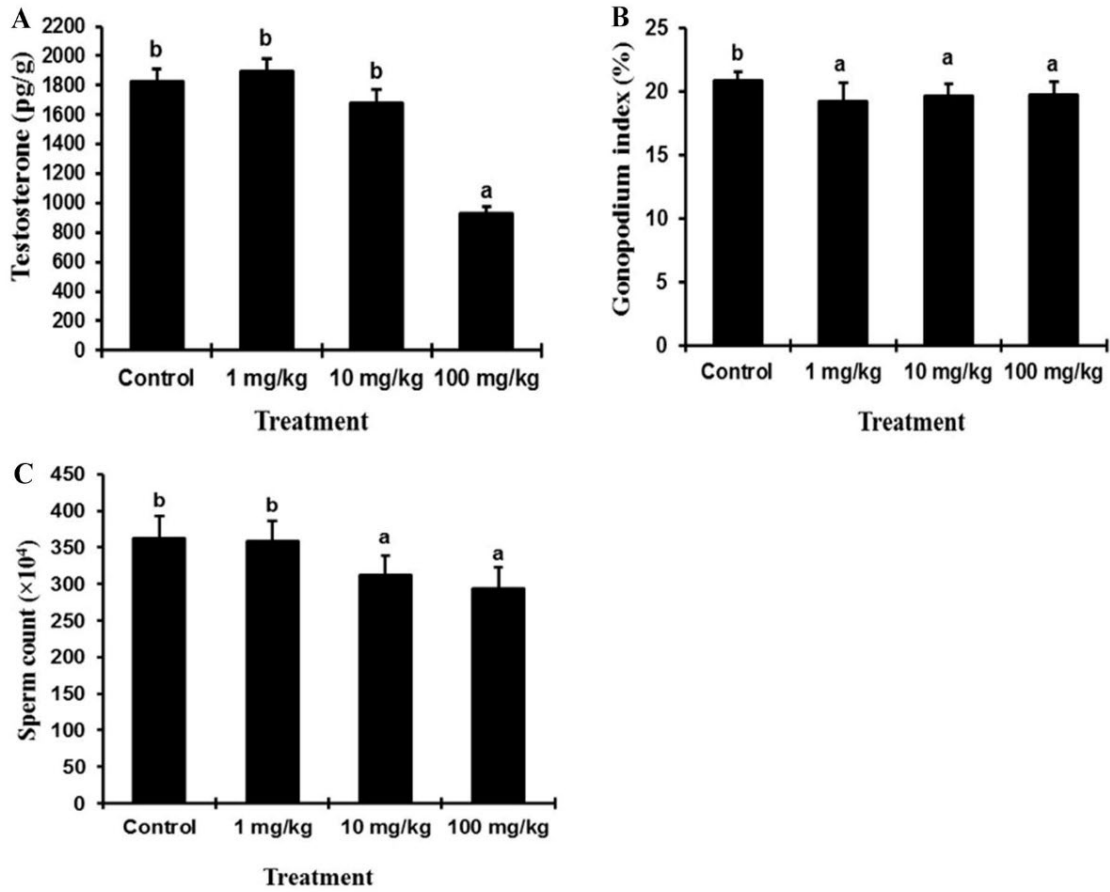 A
Testosterone (pg/g)
2200
2000
1800
1600
1400
1200
1000
800
600
400
200
0
b
b
b
a
Control 1 mg/kg 10 mg/kg 100 mg/kg
Treatment
B
Gonopodium index (%)
25
20
15
10
5
0
b
a
a
a
Control 1 mg/kg 10 mg/kg 100 mg/kg
Treatment
C
Sperm count (×10⁴)
450
400
350
300
250
200
150
100
50
0
b
b
a
a
Control 1 mg/kg 10 mg/kg 100 mg/kg
Treatment